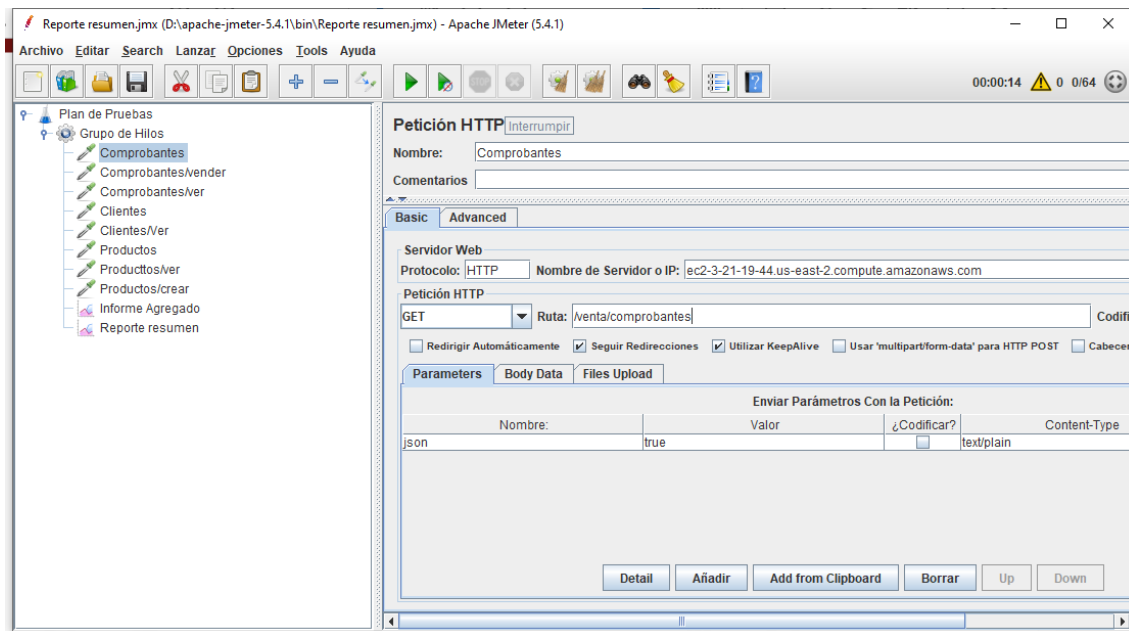 Reporte resumen.jmx (D:\apache-jmeter-5.4.1\bin\Reporte resumen.jmx) - Apache JMeter (5.4.1)
Archivo Editar Search Lanzar Opciones Tools Ayuda
00:00:14 0 0/64
Plan de Pruebas
Grupo de Hilos
Comprobantes
Comprobantes/vender
Comprobantes/ver
Clientes
Clientes/Ver
Productos
Producttos/ver
Productos/crear
Informe Agregado
Reporte resumen
Petición HTTP Interrumpir
Nombre: Comprobantes
Comentarios
Basic Advanced
Servidor Web
Protocolo: HTTP Nombre de Servidor o IP: ec2-3-21-19-44.us-east-2.compute.amazonaws.com
Petición HTTP
GET Ruta: /venta/comprobantes Codifi
Redirigir Automáticamente Seguir Redirecciones Utilizar KeepAlive Usar 'multipart/form-data' para HTTP POST Cabecer
Parameters Body Data Files Upload
Enviar Parámetros Con la Petición:
Nombre: Valor ¿Codificar? Content-Type
json true text/plain
Detail Añadir Add from Clipboard Borrar Up Down